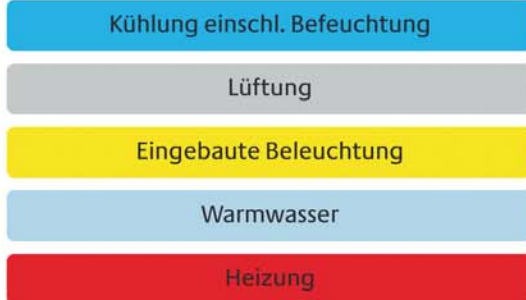 Kühlung einschl. Befeuchtung
Lüftung
Eingebaute Beleuchtung
Warmwasser
Heizung